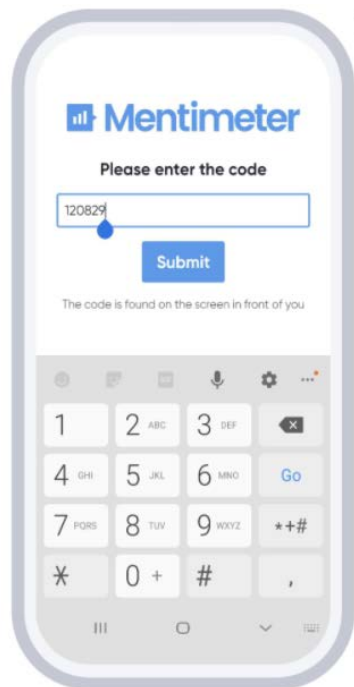 Mentimeter
Please enter the code
120829
Submit
The code is found on the screen in front of you
1 2 ABC 3 DEF
4 GHI 5 JKL 6 MNO Go
7 PQRS 8 TUV 9 WXYZ *+#
* 0 + # ,